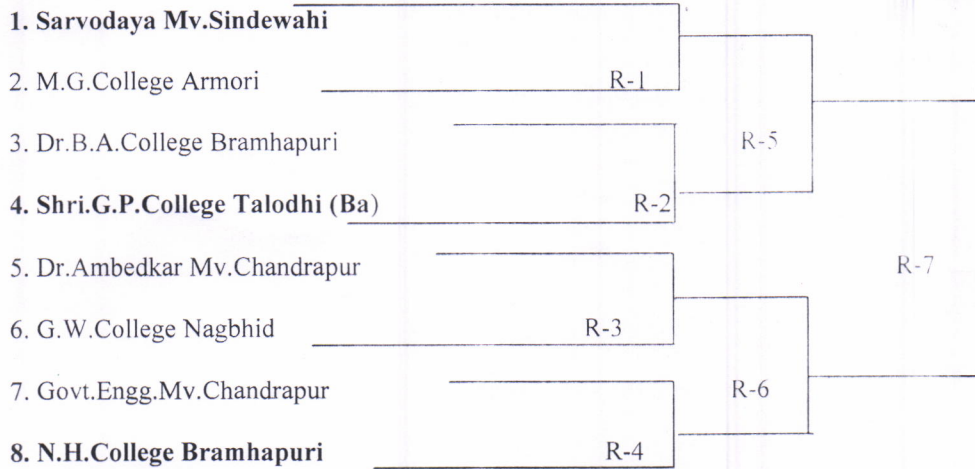 1. Sarvodaya Mv.Sindewahi
2. M.G.College Armori R-1
3. Dr.B.A.College Bramhapuri R-5
4. Shri.G.P.College Talodhi (Ba) R-2
5. Dr.Ambedkar Mv.Chandrapur R-7
6. G.W.College Nagbhid R-3
7. Govt.Engg.Mv.Chandrapur R-6
8. N.H.College Bramhapuri R-4